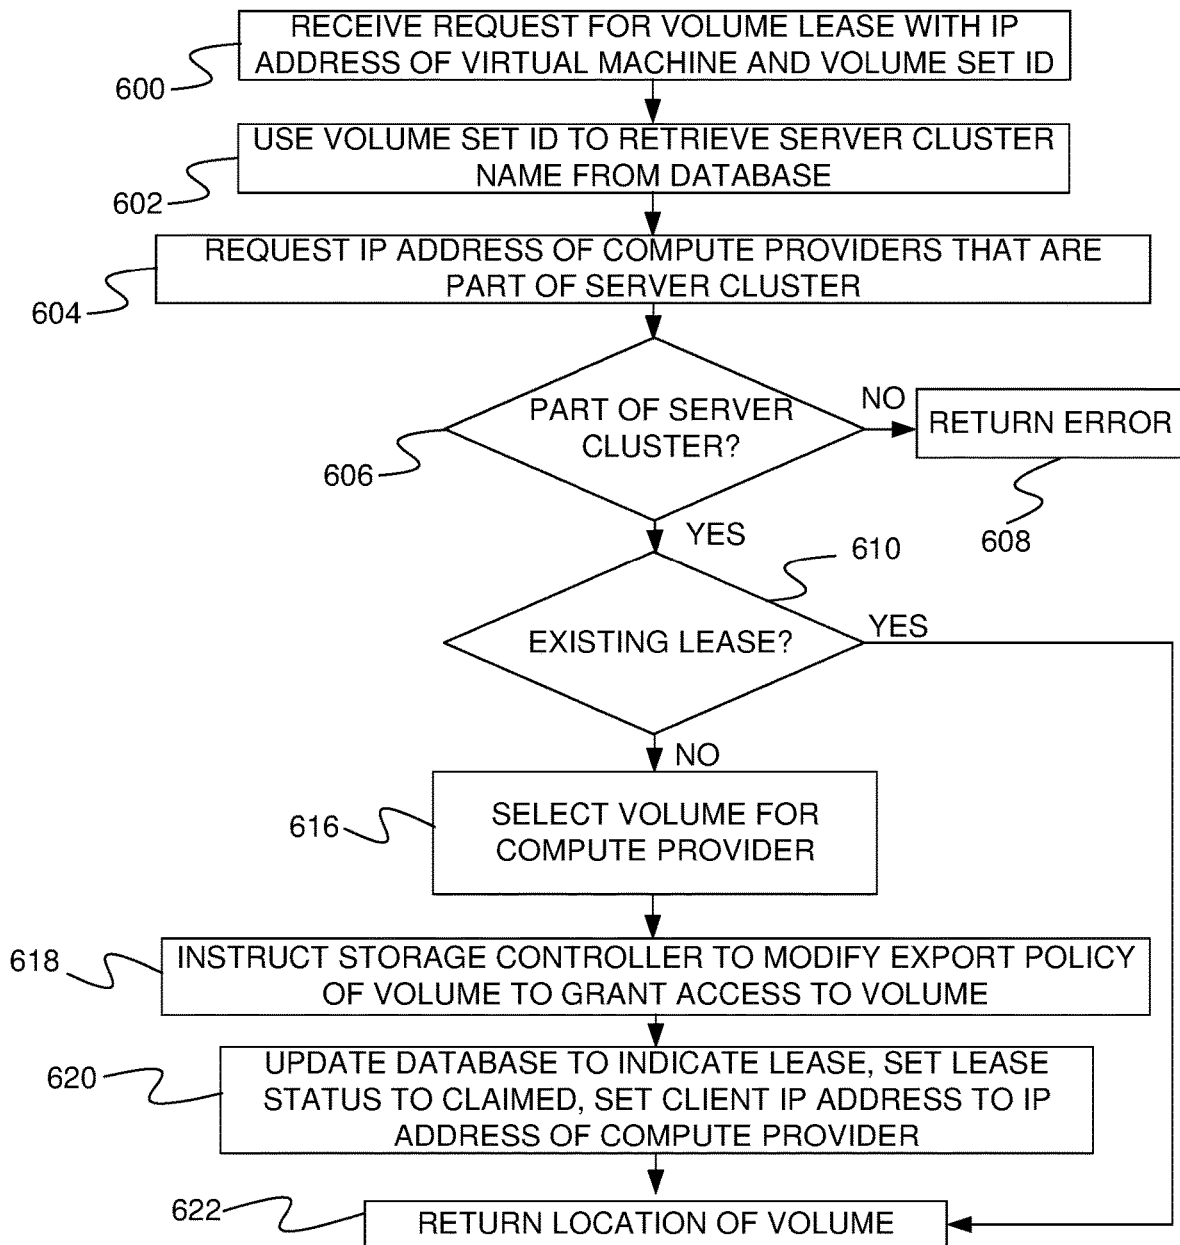 RECEIVE REQUEST FOR VOLUME LEASE WITH IP
ADDRESS OF VIRTUAL MACHINE AND VOLUME SET ID
600
USE VOLUME SET ID TO RETRIEVE SERVER CLUSTER
NAME FROM DATABASE
602
REQUEST IP ADDRESS OF COMPUTE PROVIDERS THAT ARE
PART OF SERVER CLUSTER
604
PART OF SERVER
CLUSTER?
606
NO
RETURN ERROR
608
YES
610
EXISTING LEASE?
YES
NO
SELECT VOLUME FOR
COMPUTE PROVIDER
616
INSTRUCT STORAGE CONTROLLER TO MODIFY EXPORT POLICY
OF VOLUME TO GRANT ACCESS TO VOLUME
618
UPDATE DATABASE TO INDICATE LEASE, SET LEASE
STATUS TO CLAIMED, SET CLIENT IP ADDRESS TO IP
ADDRESS OF COMPUTE PROVIDER
620
RETURN LOCATION OF VOLUME
622